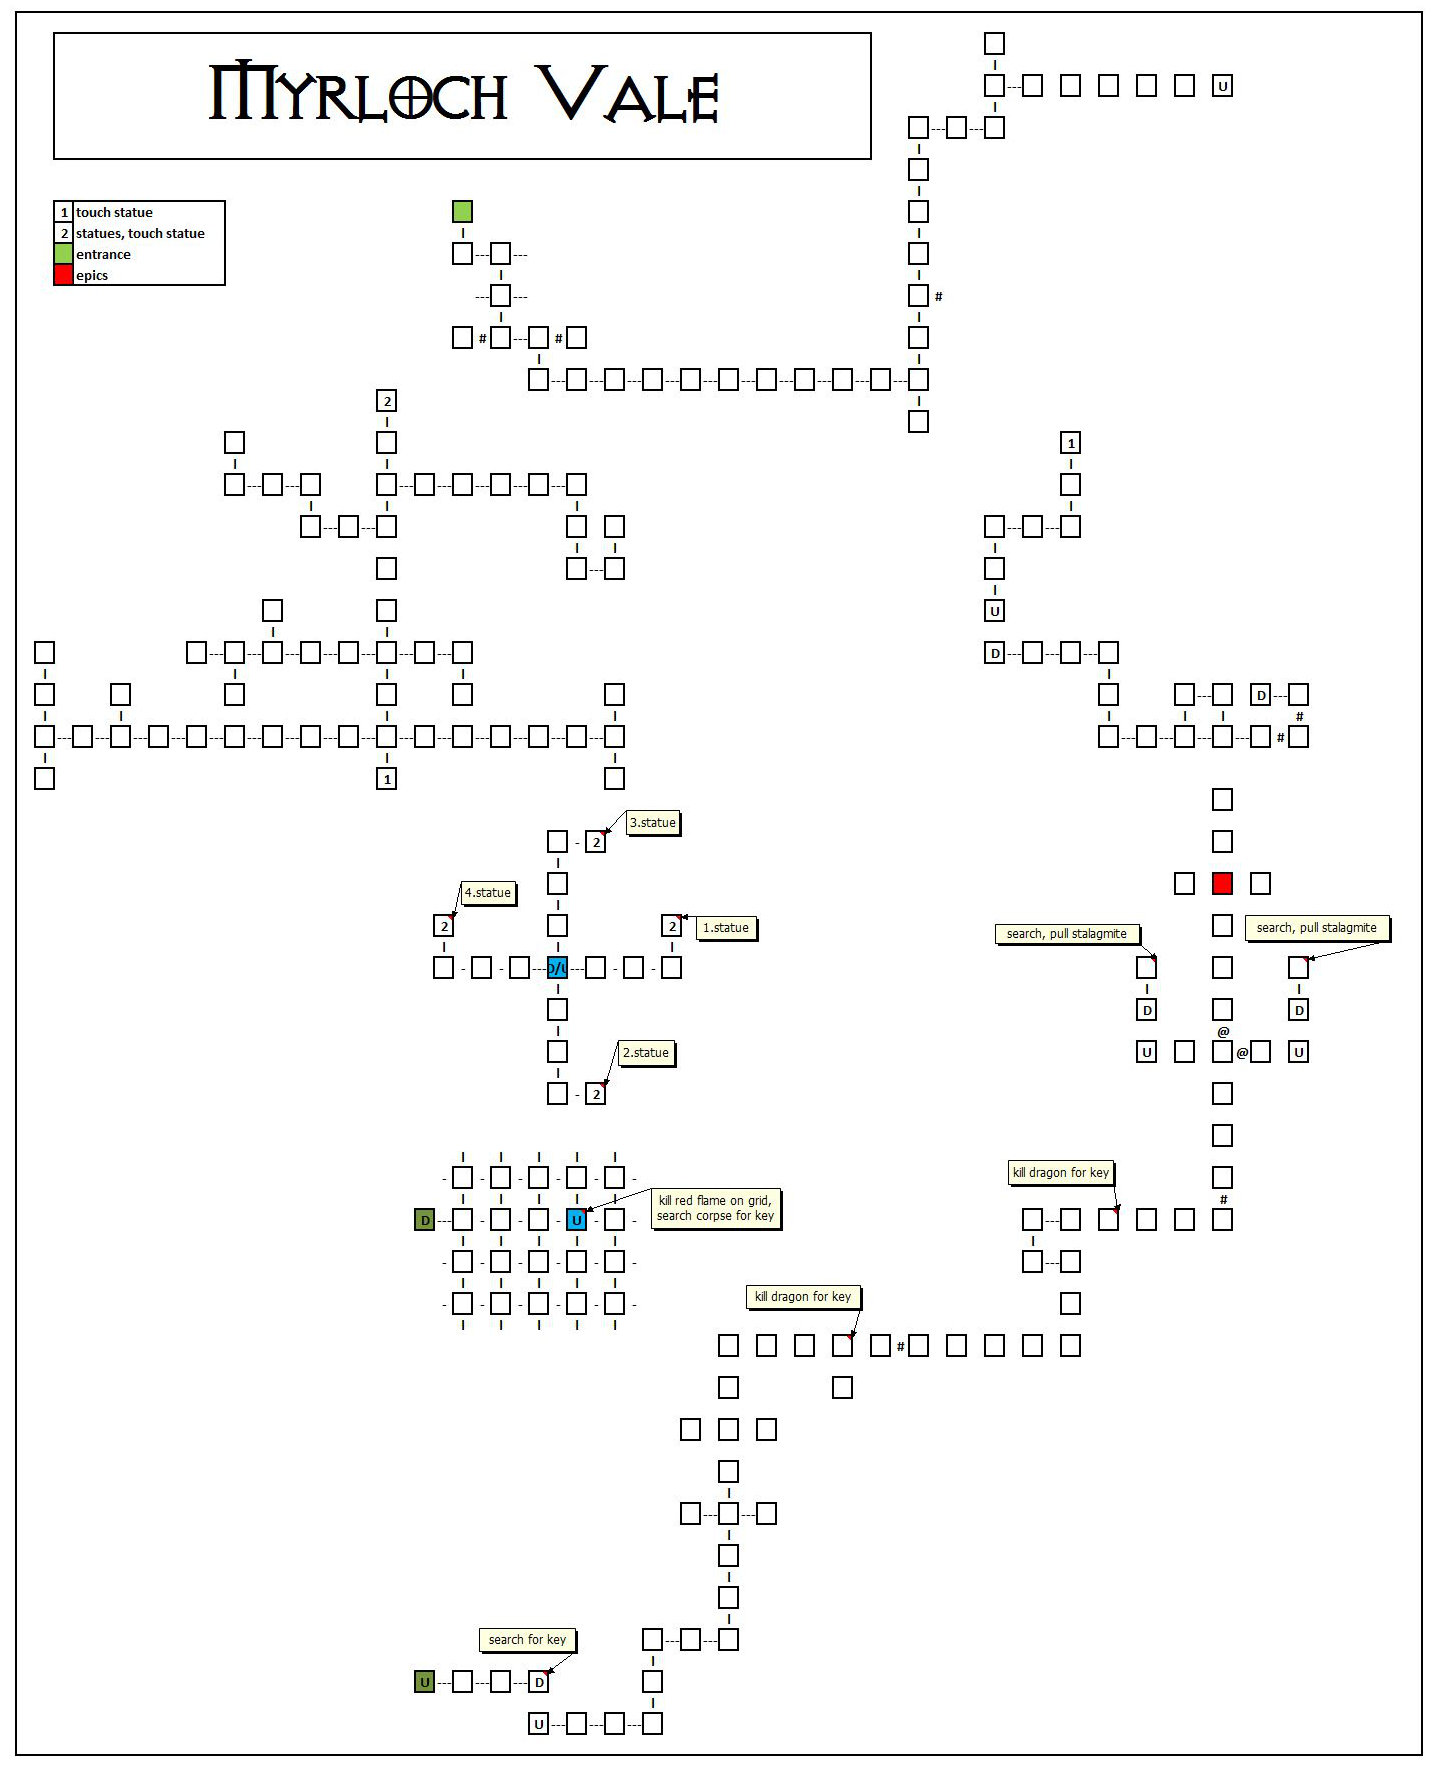 Myrloch Vale
U
1 touch statue
2 statues, touch statue
entrance
epics
#
# #
2
1
U
D
D
#
#
1
3.statue
2
4.statue
2
1.statue
2
search, pull stalagmite
search, pull stalagmite
D/U
D
D
@
2.statue
U
@
U
2
kill dragon for key
kill red flame on grid,
search corpse for key
#
D
U
kill dragon for key
#
search for key
U
D
U